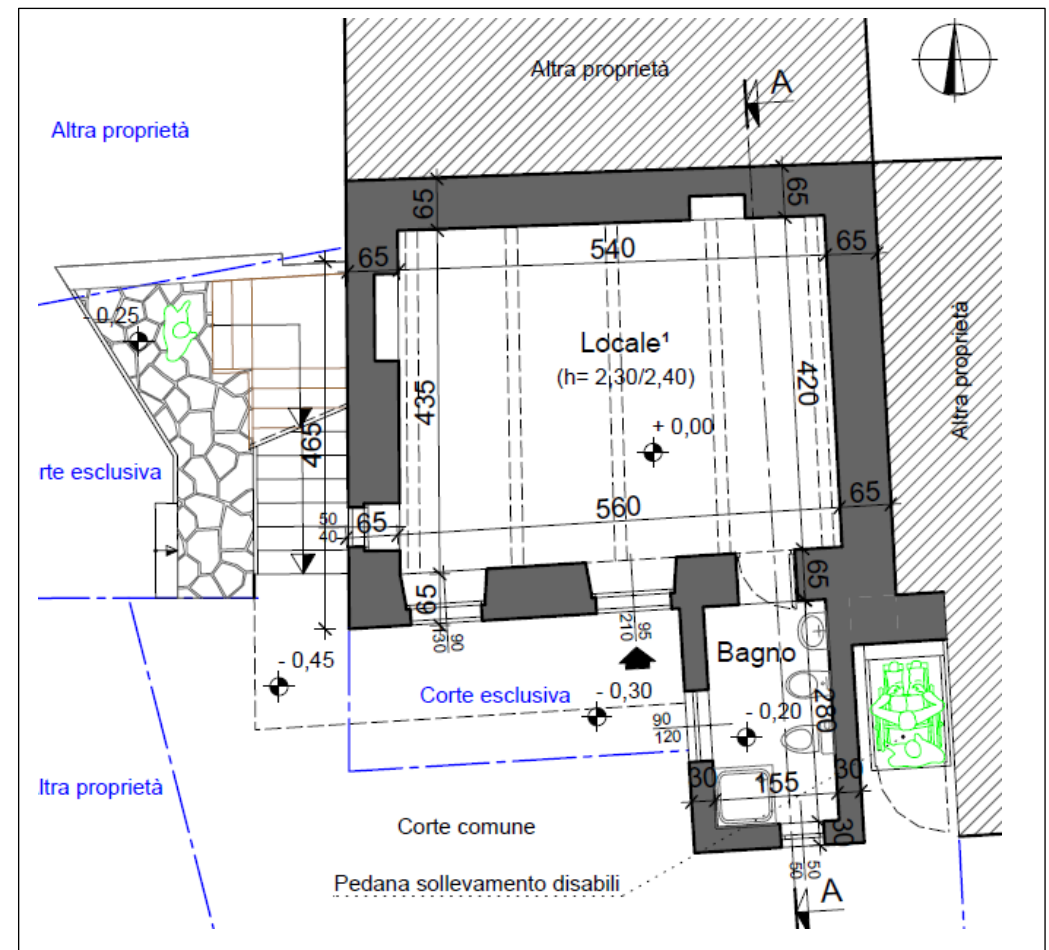 Altra proprietà
A
Altra proprietà
65
65
65
540
65
- 0,25
Locale¹
(h= 2,30/2,40)
Altra proprietà
435
420
465
+ 0,00
rte esclusiva
560
65
50
40
65
65
65
130
90
210
95
Bagno
- 0,45
Corte esclusiva
- 0,30
90
120
- 0,20
280
ltra proprietà
30
155
30
Corte comune
30
50
50
Pedana sollevamento disabili
A